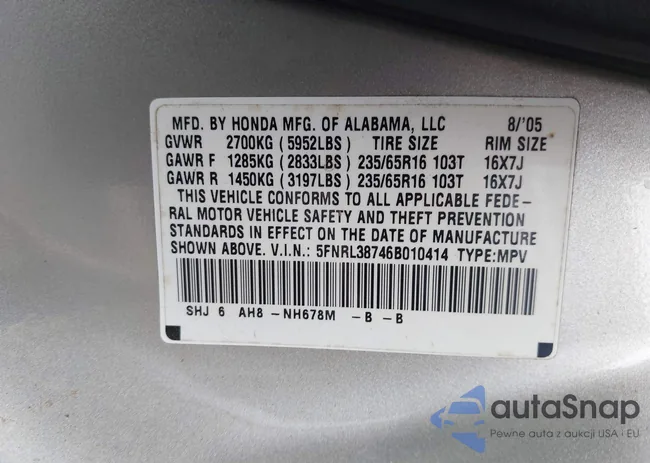 MFD. BY HONDA MFG. OF ALABAMA, LLC 8/'05
GVWR 2700KG ( 5952LBS ) TIRE SIZE RIM SIZE
GAWR F 1285KG ( 2833LBS ) 235/65R16 103T 16X7J
GAWR R 1450KG ( 3197LBS ) 235/65R16 103T 16X7J
THIS VEHICLE CONFORMS TO ALL APPLICABLE FEDE-
RAL MOTOR VEHICLE SAFETY AND THEFT PREVENTION
STANDARDS IN EFFECT ON THE DATE OF MANUFACTURE
SHOWN ABOVE. V.I.N.: 5FNRL38746B010414 TYPE:MPV
SHJ 6 AH8 -NH678M -B -B
autoSnap
Pewne auta z aukcji USA i EU